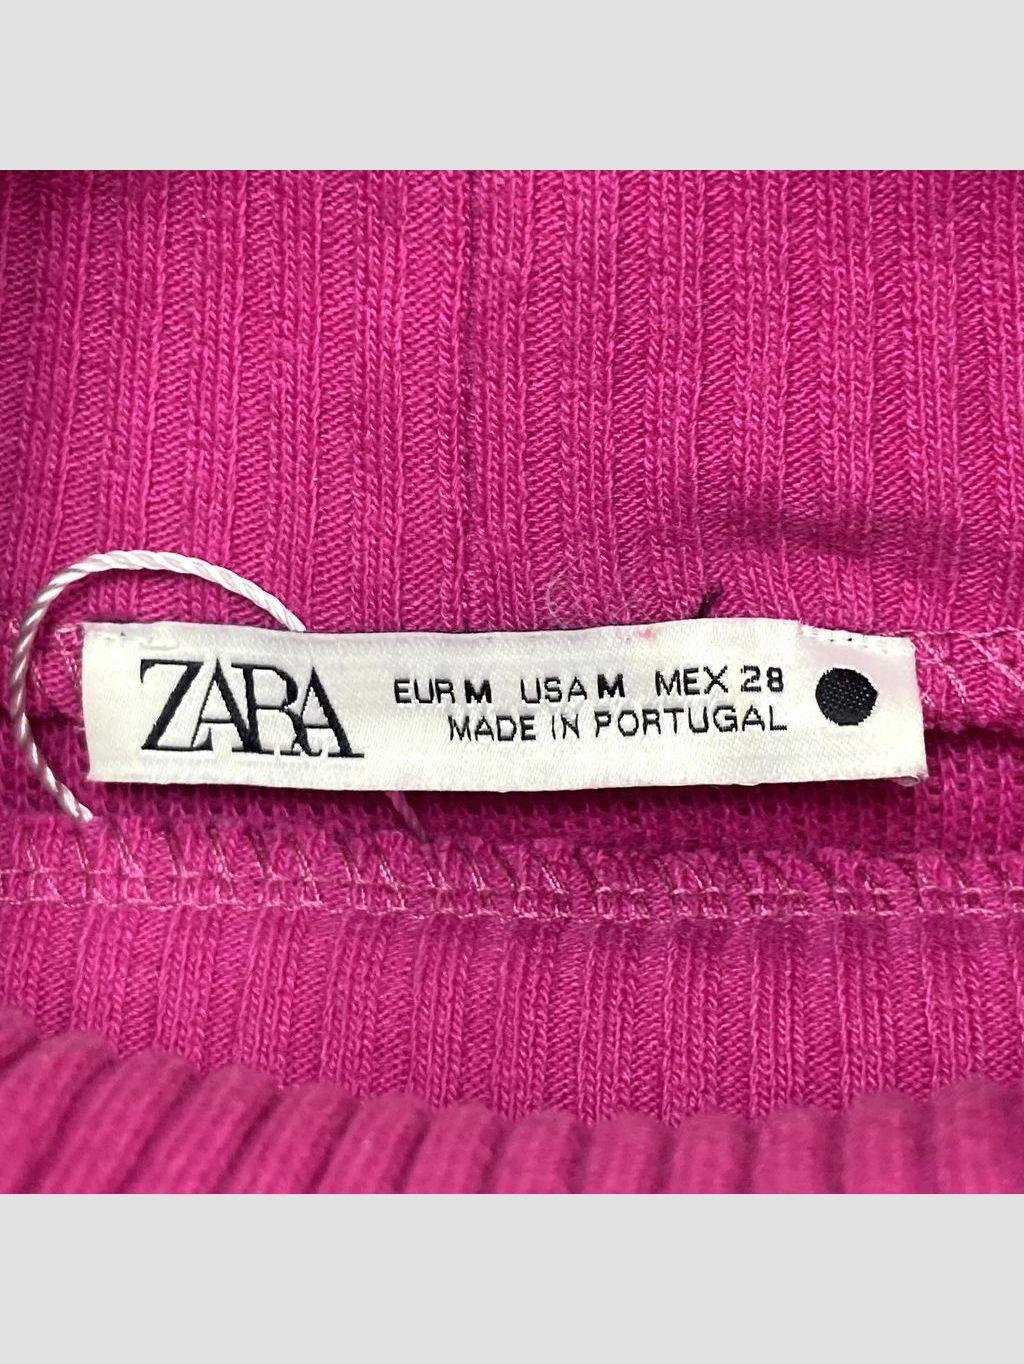 ZARA
EUR M USA M MEX 28
MADE IN PORTUGAL